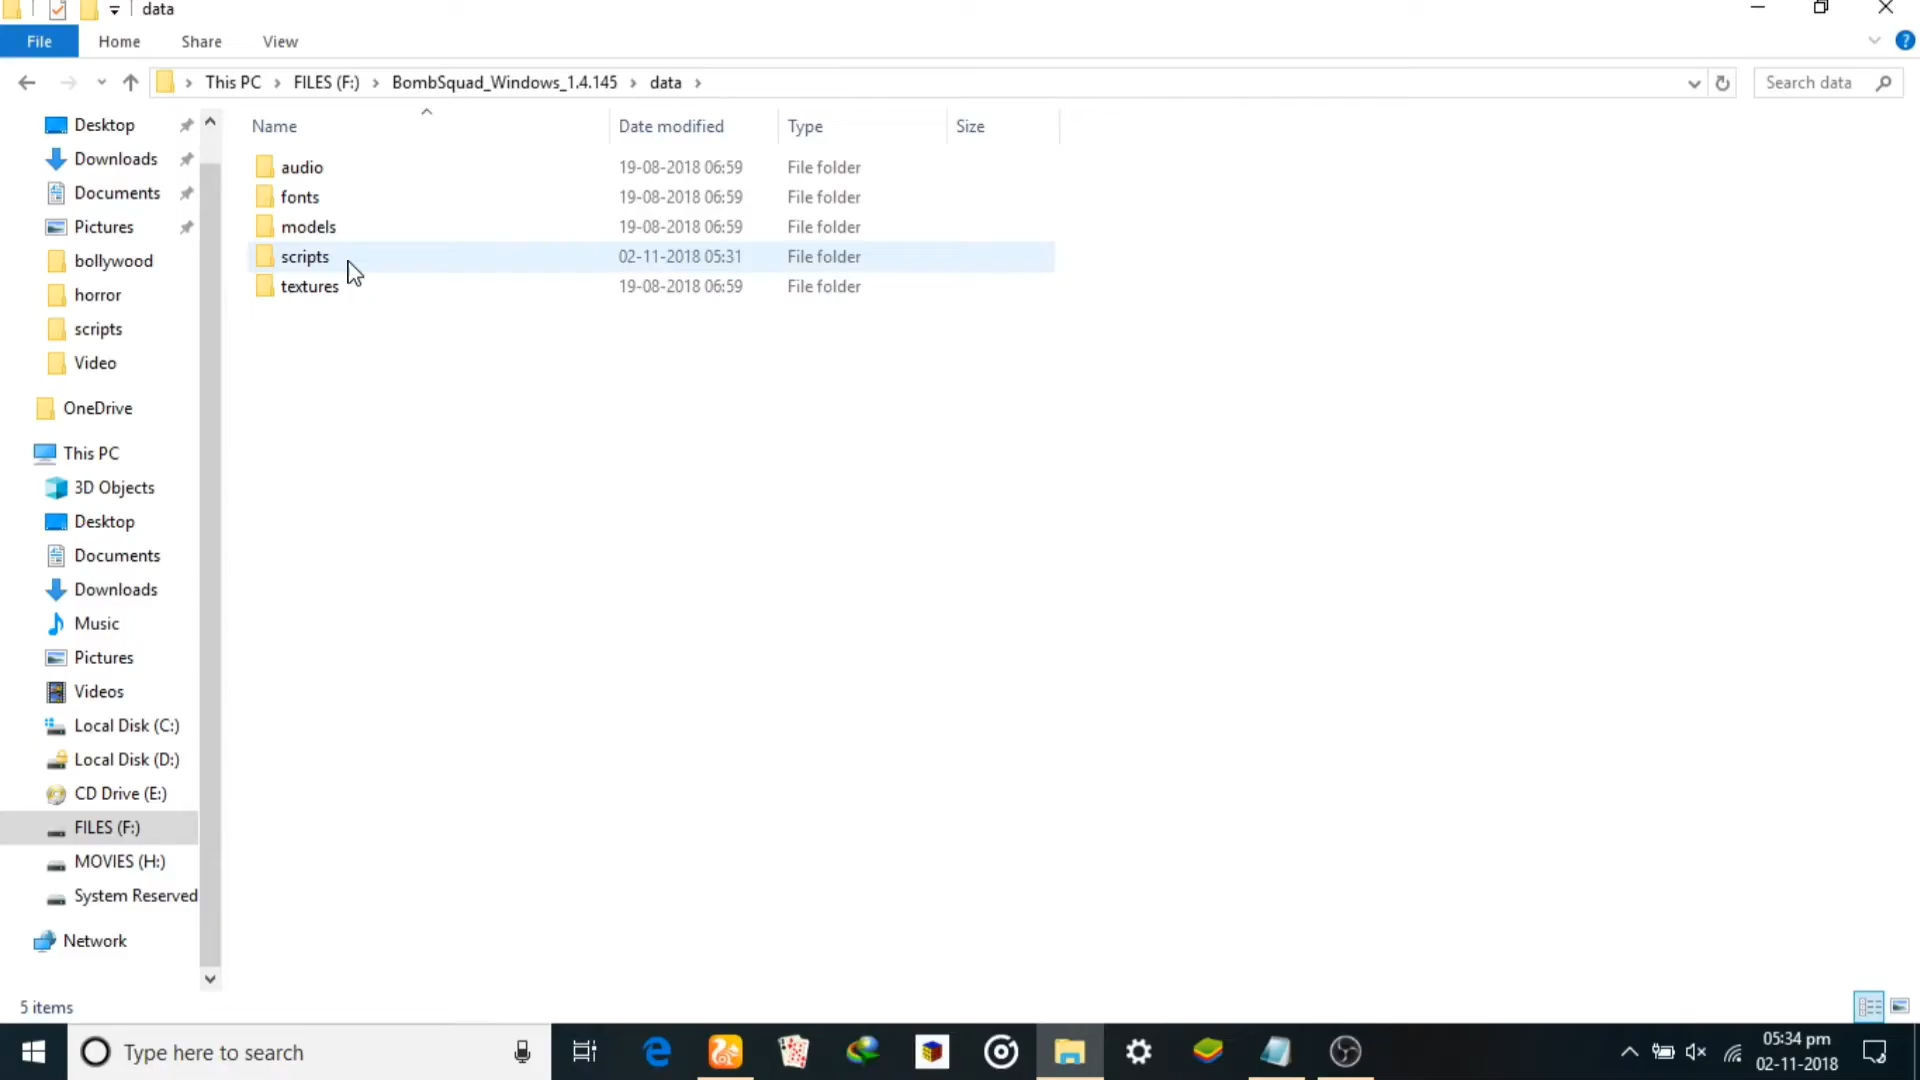 data
File Home Share View
This PC FILES (F:) BombSquad_Windows_1.4.145 data
Search data
Desktop
Downloads
Documents
Pictures
bollywood
horror
scripts
Video
OneDrive
This PC
3D Objects
Desktop
Documents
Downloads
Music
Pictures
Videos
Local Disk (C:)
Local Disk (D:)
CD Drive (E:)
FILES (F:)
MOVIES (H:)
System Reserved
Network
Name Date modified Type Size
audio 19-08-2018 06:59 File folder
fonts 19-08-2018 06:59 File folder
models 19-08-2018 06:59 File folder
scripts 02-11-2018 05:31 File folder
textures 19-08-2018 06:59 File folder
5 items
Type here to search
05:34 pm
02-11-2018